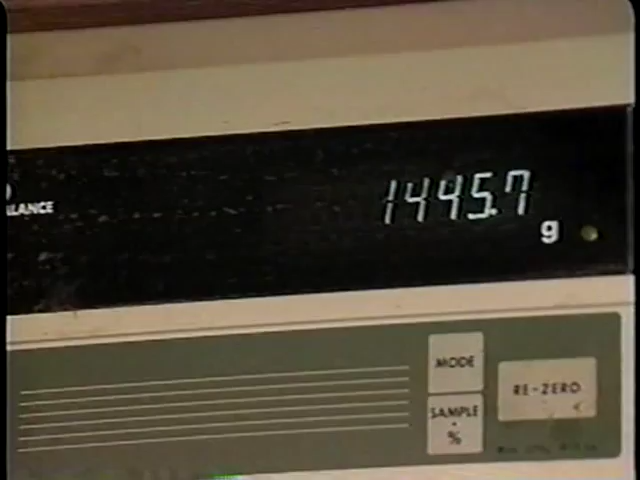 1445.7
g
MODE
SAMPLE
%
RE-ZERO